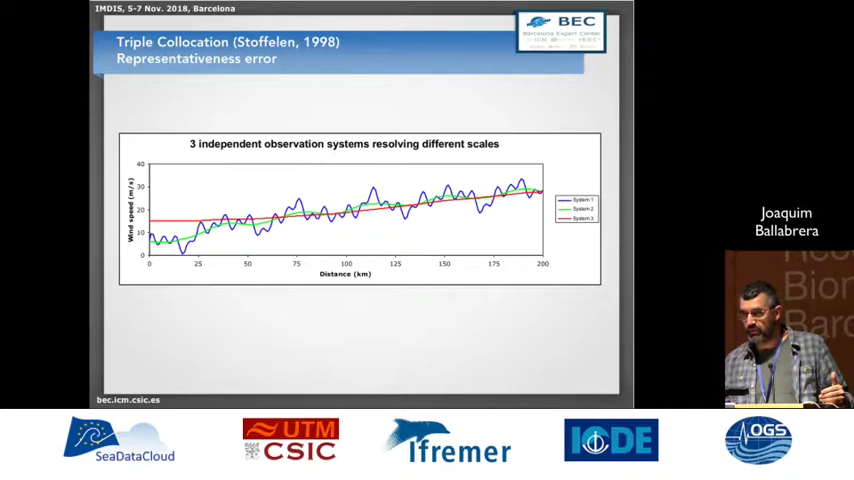 IMDIS, 5-7 Nov. 2018, Barcelona
Triple Collocation (Stoffelen, 1998)
Representativeness error
BEC
Barcelona Expert Center
3 independent observation systems resolving different scales
40
30
20
10
0
Wind speed (m/s)
0 25 50 75 100 125 150 175 200
Distance (km)
System 1
System 2
System 3
Joaquim
Ballabrera
bec.icm.csic.es
SeaDataCloud
UTM
CSIC
Ifremer
IODE
OGS